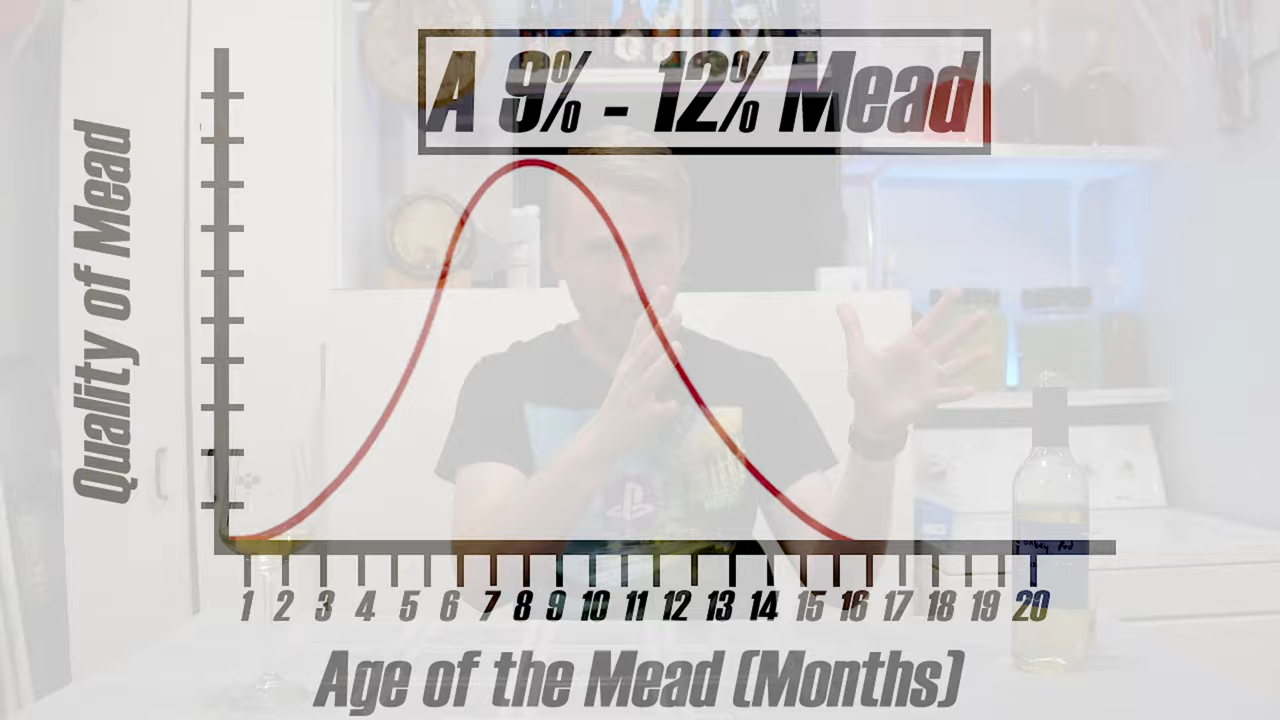 A 9% - 12% Mead
Quality of Mead
1 2 3 4 5 6 7 8 9 10 11 12 13 14 15 16 17 18 19 20
Age of the Mead (Months)